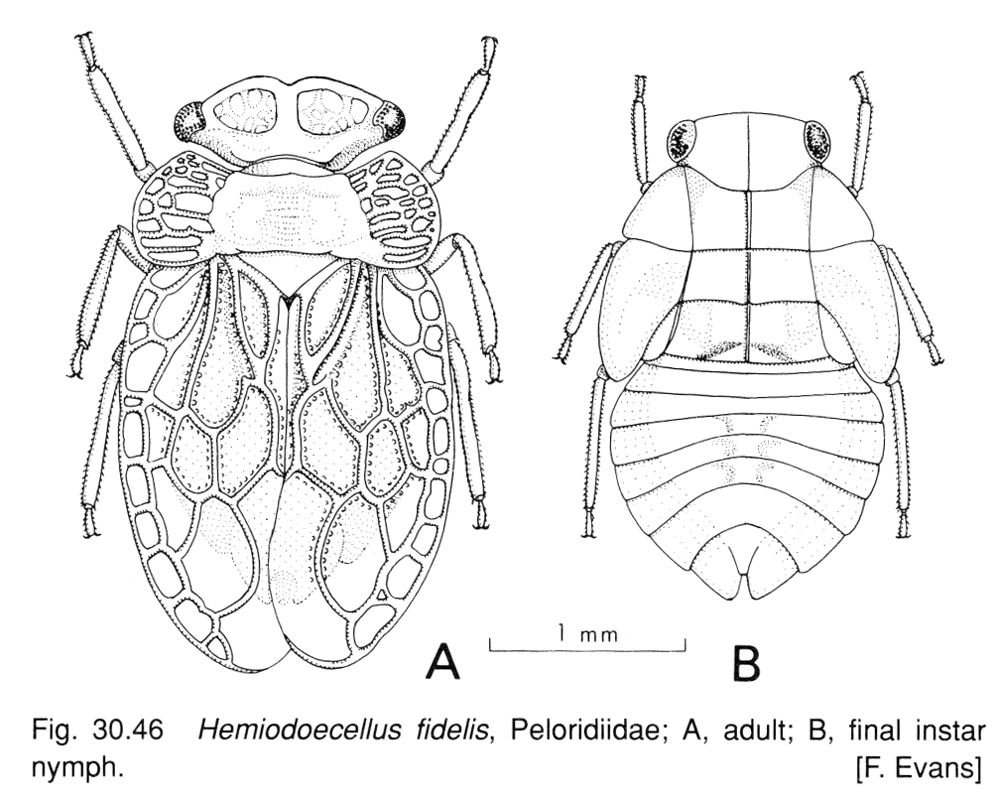 1 mm
A
B
Fig. 30.46 Hemiodoecellus fidelis, Peloridiidae; A, adult; B, final instar
nymph. [F. Evans]